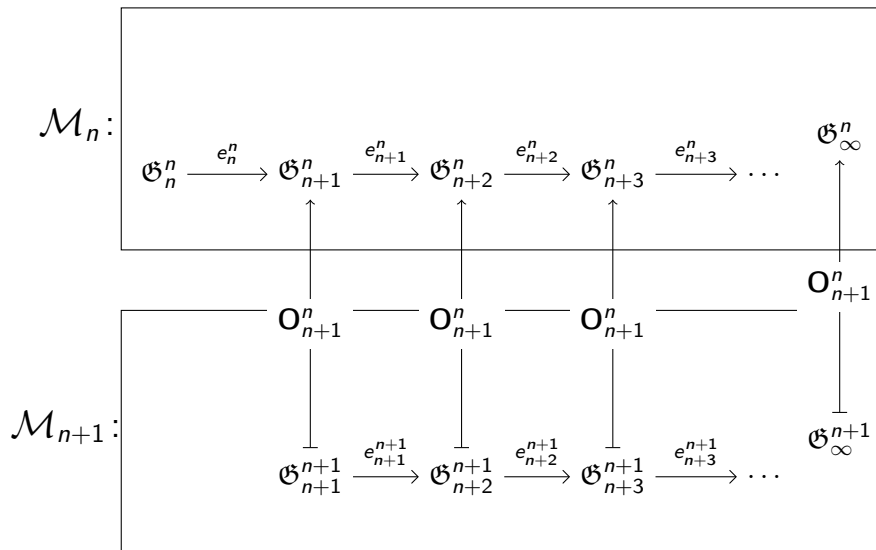 𝔊^n_∞
ℳ_n:
e^n_n e^n_{n+1} e^n_{n+2} e^n_{n+3}
𝔊^n_n 𝔊^n_{n+1} 𝔊^n_{n+2} 𝔊^n_{n+3} ⋯
O^n_{n+1}
O^n_{n+1} O^n_{n+1} O^n_{n+1}
ℳ_{n+1}: 𝔊^{n+1}_∞
e^{n+1}_{n+1} e^{n+1}_{n+2} e^{n+1}_{n+3}
𝔊^{n+1}_{n+1} 𝔊^{n+1}_{n+2} 𝔊^{n+1}_{n+3} ⋯